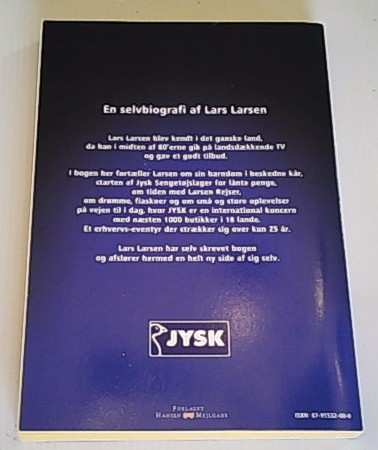 En selvbiografi af Lars Larsen
Lars Larsen blev kendt i det ganske land,
da han i midten af 80'erne gik på landsdækkende TV
og gav et godt tilbud.
I bogen her fortæller Larsen om sin barndom i beskedne kår,
starten af Jysk Sengetøjslager for lånte penge,
om tiden med Larsen Rejser,
om drømme, fiaskoer og om små og store oplevelser
på vejen til i dag, hvor JYSK er en international koncern
med næsten 1000 butikker i 18 lande.
Et erhvervs-eventyr der strækker sig over kun 25 år.
Lars Larsen har selv skrevet bogen
og afslører hermed en helt ny side af sig selv.
JYSK
FORLAGET
HANSEN MEJLGADE
ISBN: 87-91532-00-0